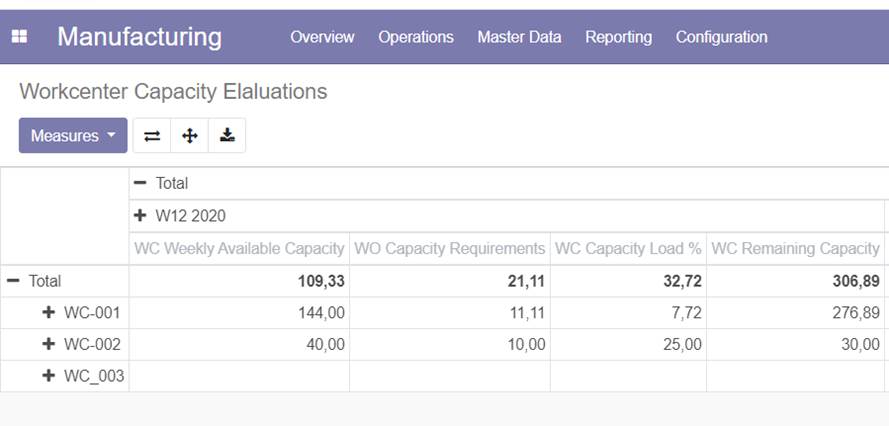 Manufacturing Overview Operations Master Data Reporting Configuration
Workcenter Capacity Elaluations
Measures
Total
W12 2020
WC Weekly Available Capacity WO Capacity Requirements WC Capacity Load % WC Remaining Capacity
Total 109,33 21,11 32,72 306,89
WC-001 144,00 11,11 7,72 276,89
WC-002 40,00 10,00 25,00 30,00
WC_003